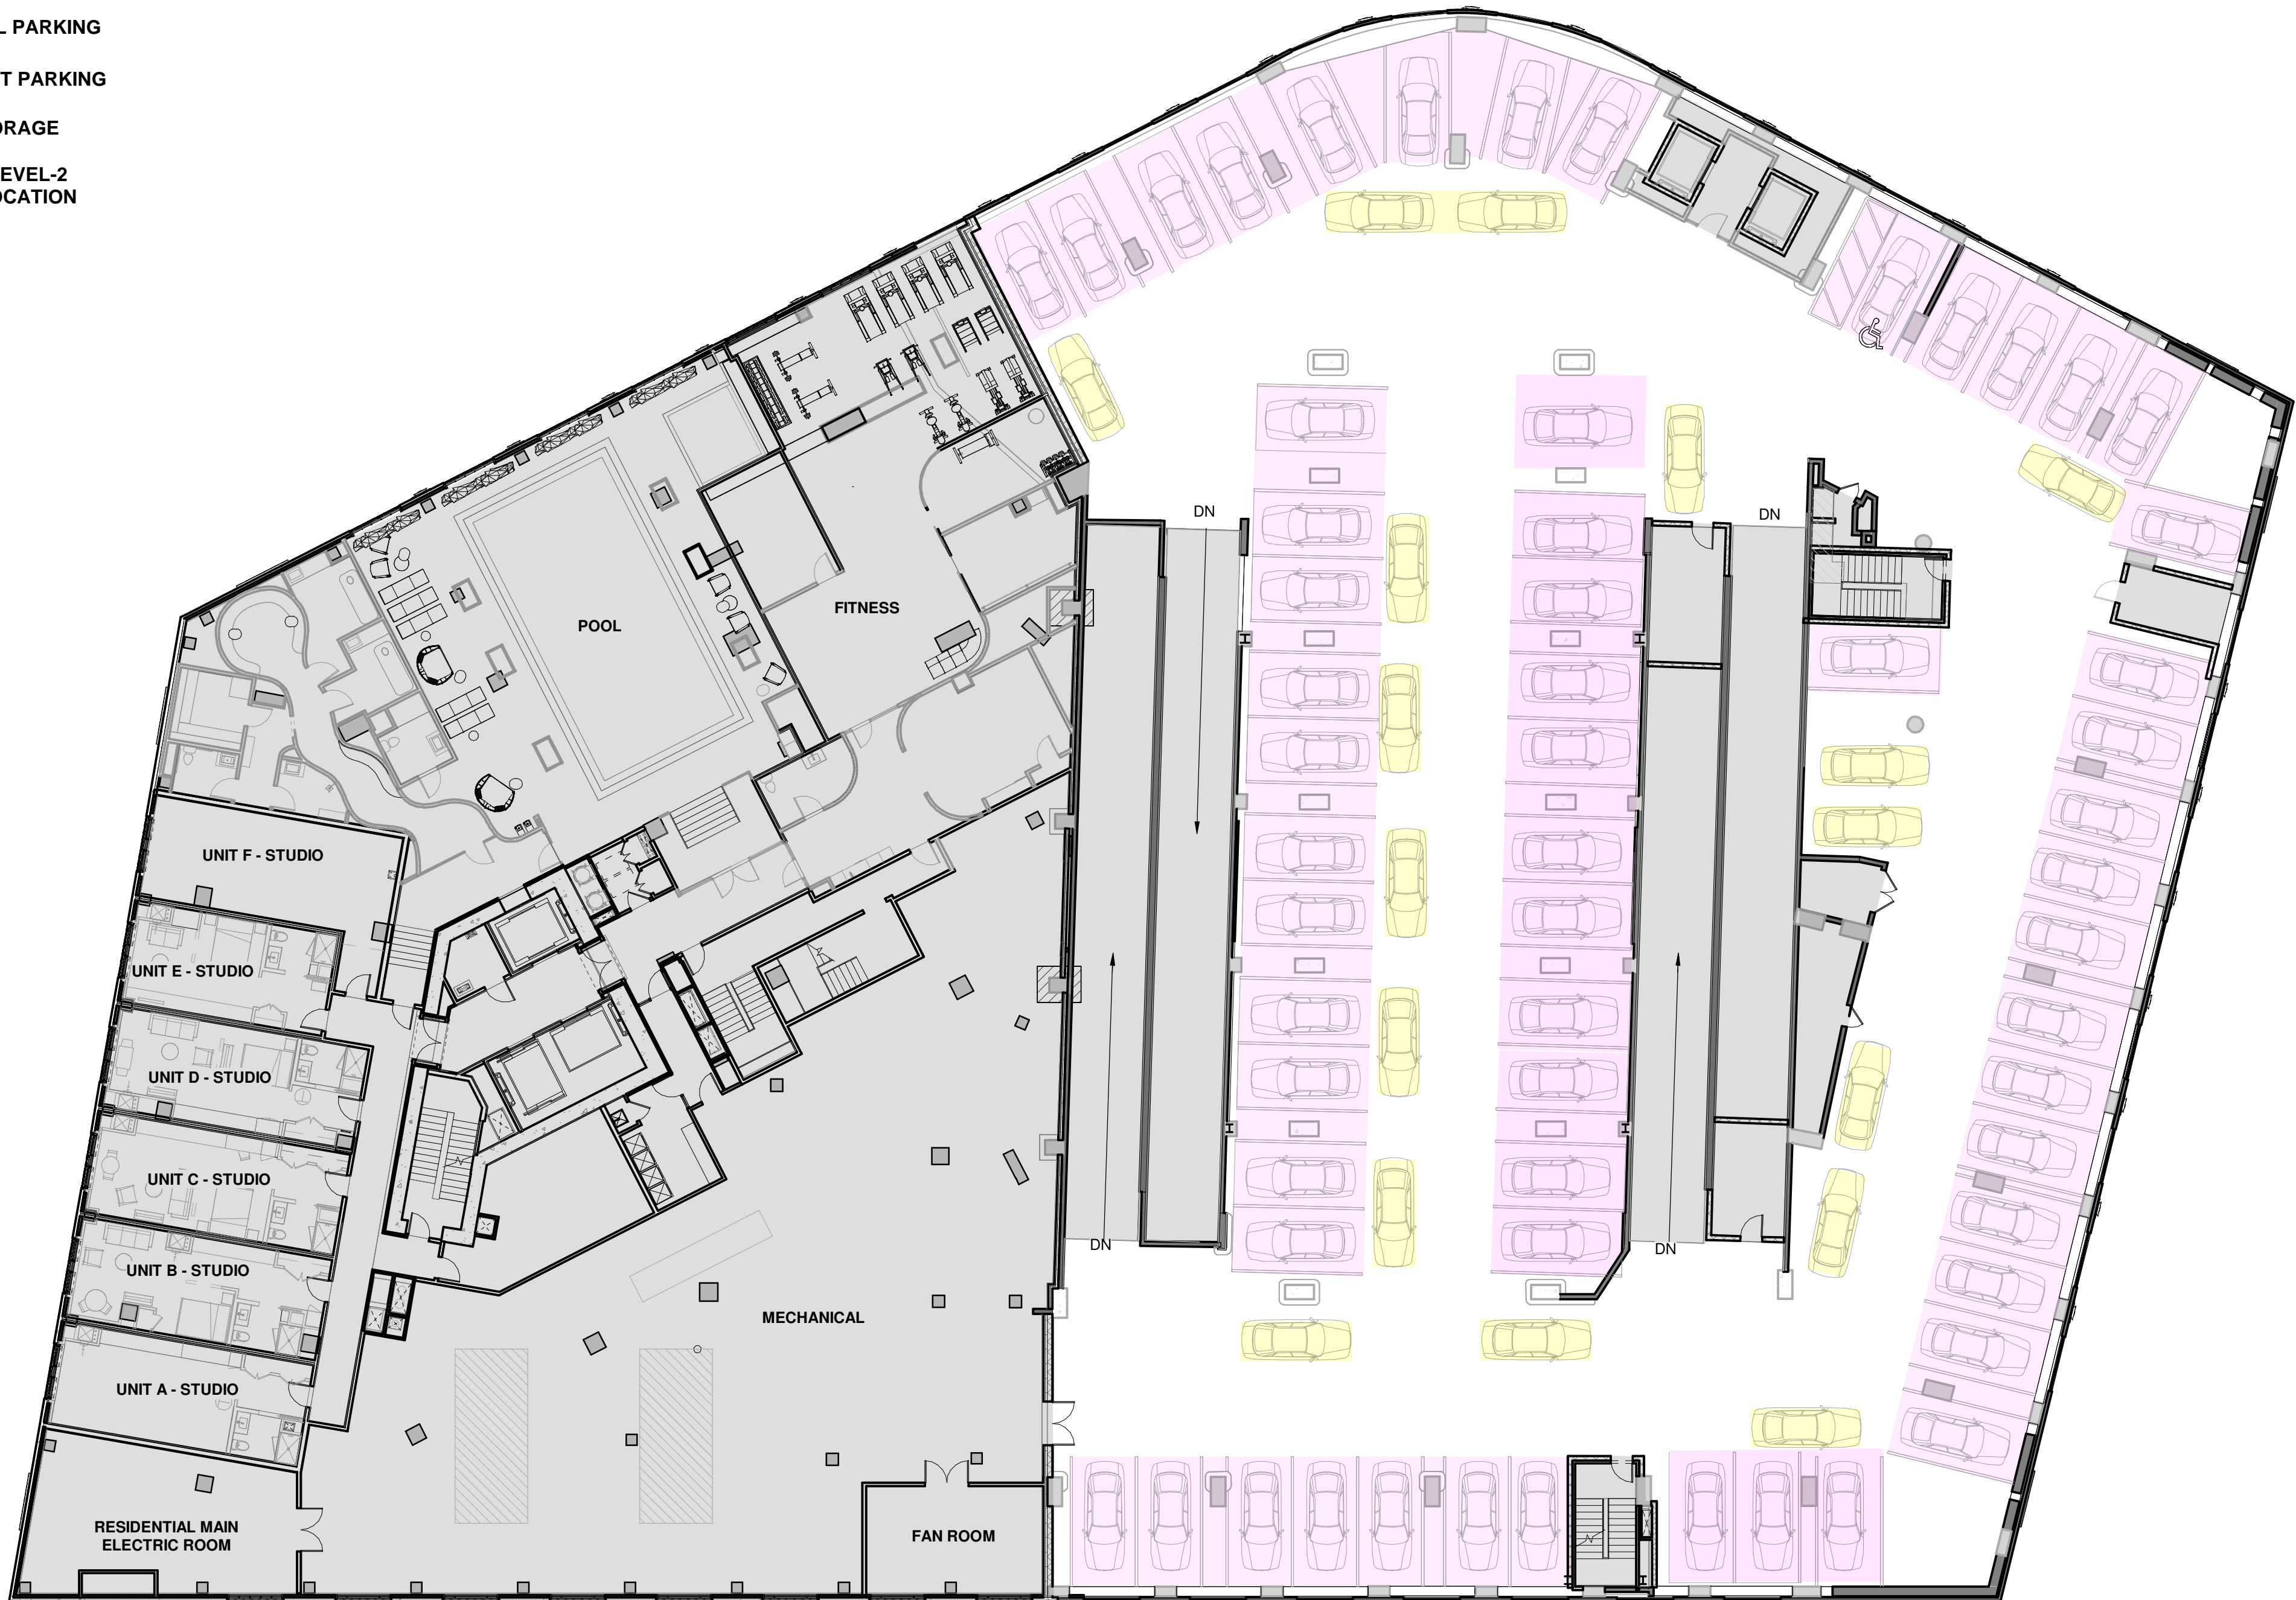 L PARKING
T PARKING
ORAGE
EVEL-2
OCATION
DN
DN
POOL
FITNESS
UNIT F - STUDIO
UNIT E - STUDIO
UNIT D - STUDIO
UNIT C - STUDIO
UNIT B - STUDIO
DN
DN
MECHANICAL
UNIT A - STUDIO
RESIDENTIAL MAIN
ELECTRIC ROOM
FAN ROOM